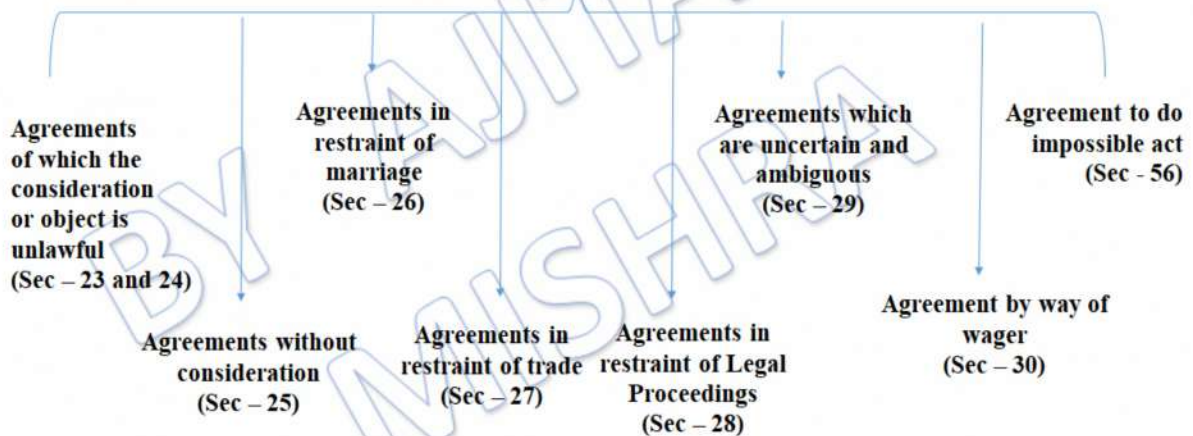 Agreements
of which the
consideration
or object is
unlawful
(Sec – 23 and 24)
Agreements without
consideration
(Sec – 25)
Agreements in
restraint of
marriage
(Sec – 26)
Agreements in
restraint of trade
(Sec – 27)
Agreements in
restraint of Legal
Proceedings
(Sec – 28)
Agreements which
are uncertain and
ambiguous
(Sec – 29)
Agreement by way of
wager
(Sec – 30)
Agreement to do
impossible act
(Sec - 56)
BY
MISHRA